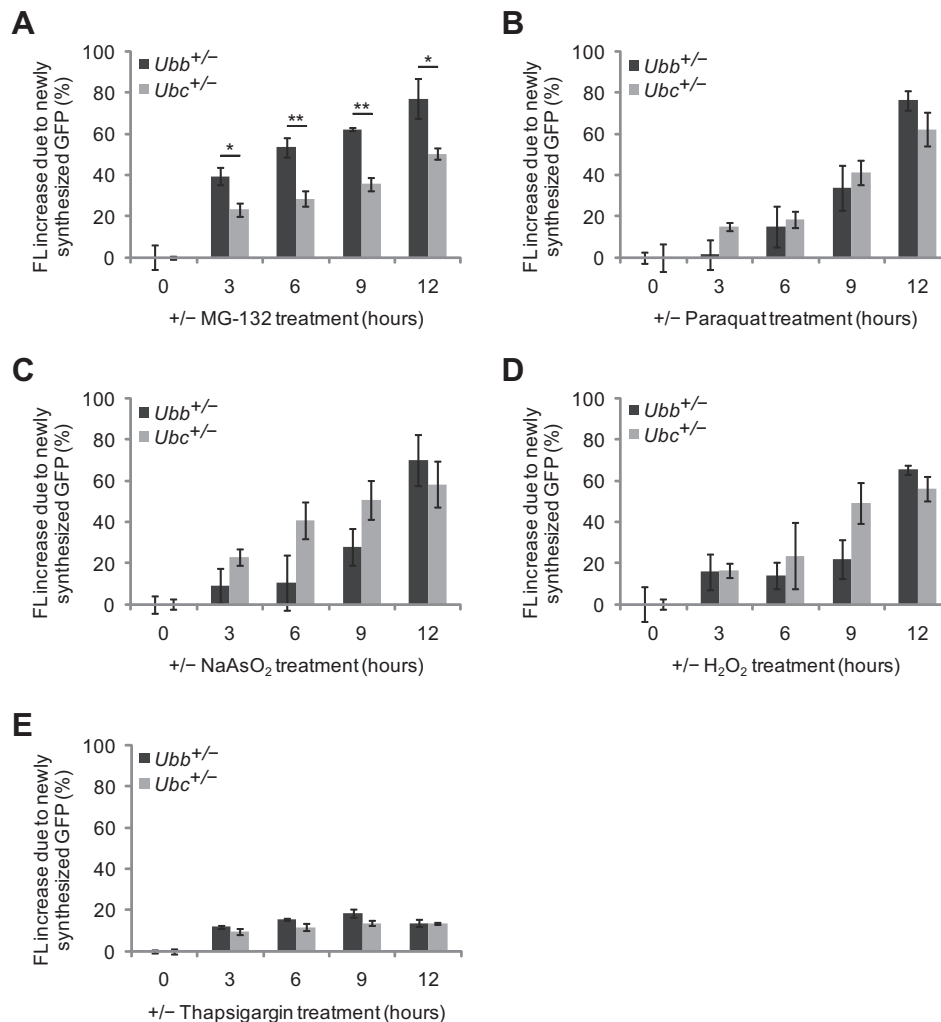 A
FL increase due to newly
synthesized GFP (%)
100
80
60
40
20
0
Ubb+/−
Ubc+/−
*
**
**
*
0 3 6 9 12
+/− MG-132 treatment (hours)
B
FL increase due to newly
synthesized GFP (%)
100
80
60
40
20
0
Ubb+/−
Ubc+/−
0 3 6 9 12
+/− Paraquat treatment (hours)
C
FL increase due to newly
synthesized GFP (%)
100
80
60
40
20
0
Ubb+/−
Ubc+/−
0 3 6 9 12
+/− NaAsO₂ treatment (hours)
D
FL increase due to newly
synthesized GFP (%)
100
80
60
40
20
0
Ubb+/−
Ubc+/−
0 3 6 9 12
+/− H₂O₂ treatment (hours)
E
FL increase due to newly
synthesized GFP (%)
100
80
60
40
20
0
Ubb+/−
Ubc+/−
0 3 6 9 12
+/− Thapsigargin treatment (hours)